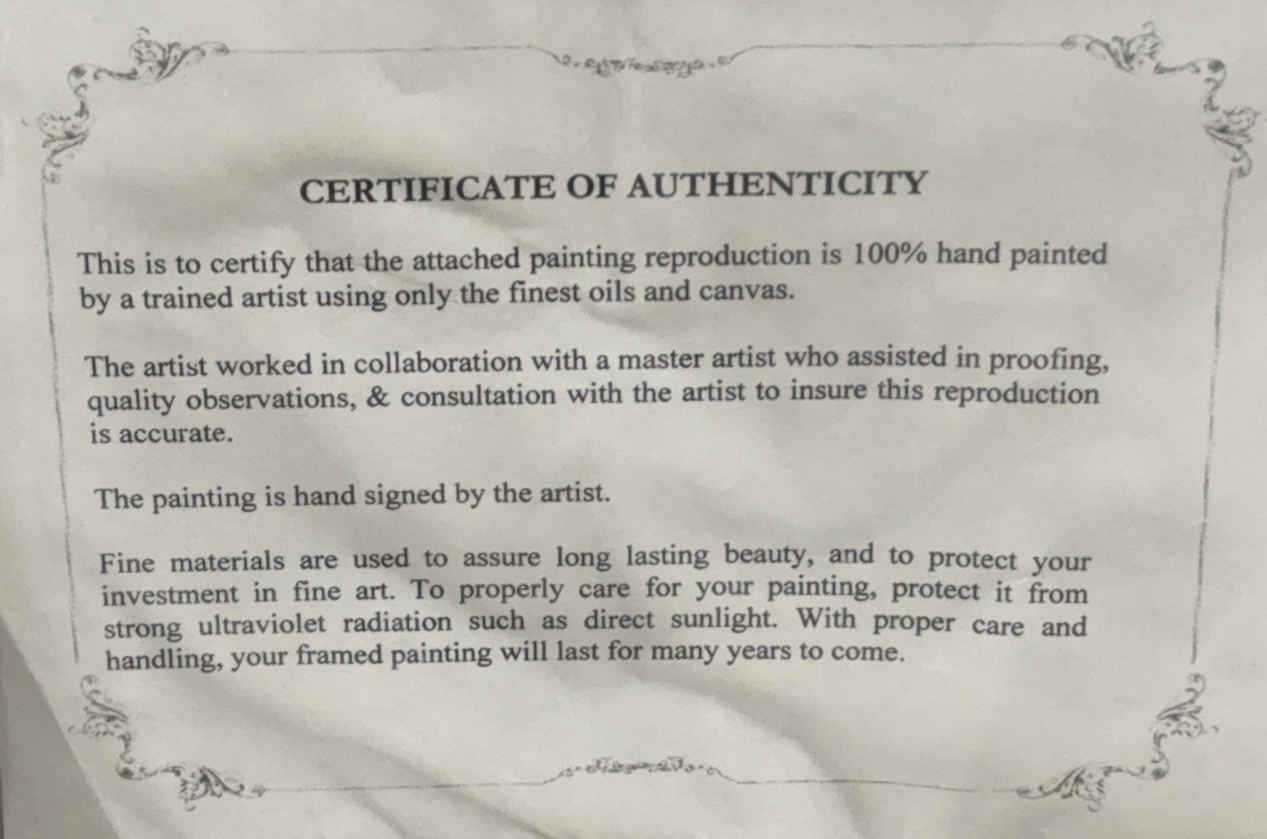 CERTIFICATE OF AUTHENTICITY
This is to certify that the attached painting reproduction is 100% hand painted
by a trained artist using only the finest oils and canvas.
The artist worked in collaboration with a master artist who assisted in proofing,
quality observations, & consultation with the artist to insure this reproduction
is accurate.
The painting is hand signed by the artist.
Fine materials are used to assure long lasting beauty, and to protect your
investment in fine art. To properly care for your painting, protect it from
strong ultraviolet radiation such as direct sunlight. With proper care and
handling, your framed painting will last for many years to come.